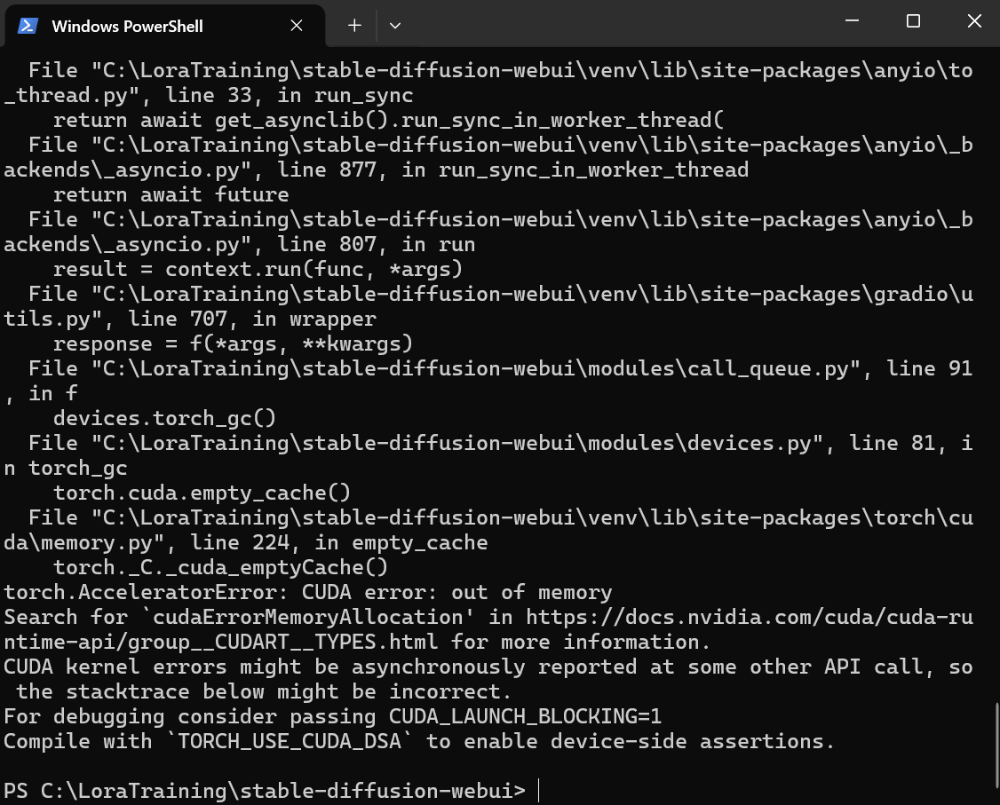 Windows PowerShell
  File "C:\LoraTraining\stable-diffusion-webui\venv\lib\site-packages\anyio\to
_thread.py", line 33, in run_sync
    return await get_asynclib().run_sync_in_worker_thread(
  File "C:\LoraTraining\stable-diffusion-webui\venv\lib\site-packages\anyio\_b
ackends\_asyncio.py", line 877, in run_sync_in_worker_thread
    return await future
  File "C:\LoraTraining\stable-diffusion-webui\venv\lib\site-packages\anyio\_b
ackends\_asyncio.py", line 807, in run
    result = context.run(func, *args)
  File "C:\LoraTraining\stable-diffusion-webui\venv\lib\site-packages\gradio\u
tils.py", line 707, in wrapper
    response = f(*args, **kwargs)
  File "C:\LoraTraining\stable-diffusion-webui\modules\call_queue.py", line 91
, in f
    devices.torch_gc()
  File "C:\LoraTraining\stable-diffusion-webui\modules\devices.py", line 81, i
n torch_gc
    torch.cuda.empty_cache()
  File "C:\LoraTraining\stable-diffusion-webui\venv\lib\site-packages\torch\cu
da\memory.py", line 224, in empty_cache
    torch._C._cuda_emptyCache()
torch.AcceleratorError: CUDA error: out of memory
Search for `cudaErrorMemoryAllocation' in https://docs.nvidia.com/cuda/cuda-ru
ntime-api/group__CUDART__TYPES.html for more information.
CUDA kernel errors might be asynchronously reported at some other API call, so
 the stacktrace below might be incorrect.
For debugging consider passing CUDA_LAUNCH_BLOCKING=1
Compile with `TORCH_USE_CUDA_DSA` to enable device-side assertions.

PS C:\LoraTraining\stable-diffusion-webui>